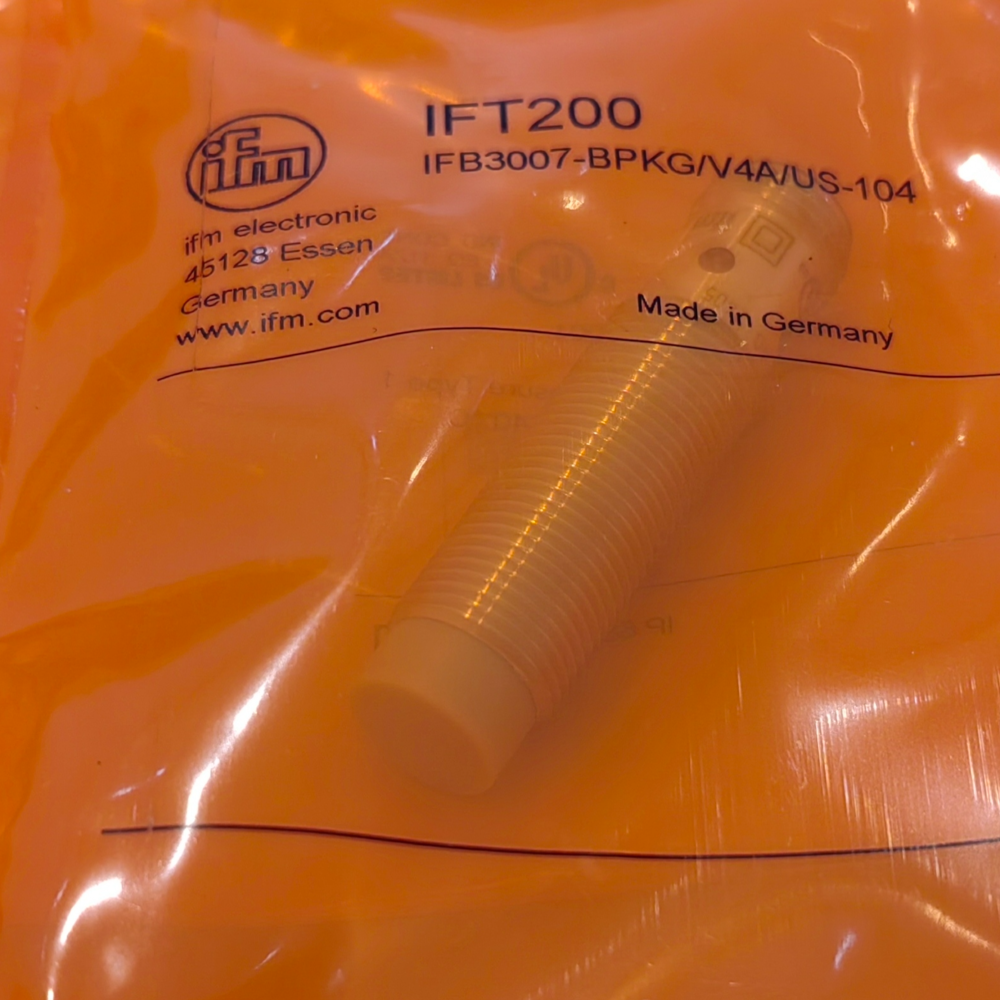 ifm
IFT200
IFB3007-BPKG/V4A/US-104
ifm electronic
45128 Essen
Germany
www.ifm.com
Made in Germany